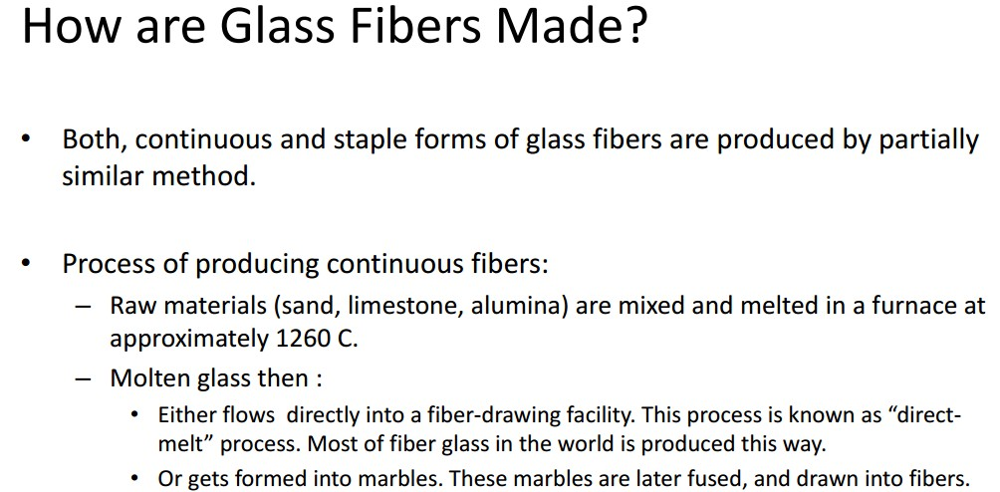 How are Glass Fibers Made?
• Both, continuous and staple forms of glass fibers are produced by partially
similar method.
• Process of producing continuous fibers:
– Raw materials (sand, limestone, alumina) are mixed and melted in a furnace at
approximately 1260 C.
– Molten glass then :
• Either flows  directly into a fiber-drawing facility. This process is known as “direct-
melt” process. Most of fiber glass in the world is produced this way.
• Or gets formed into marbles. These marbles are later fused, and drawn into fibers.